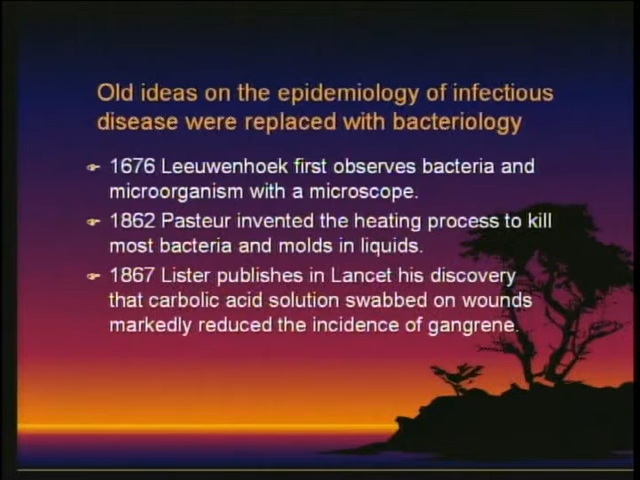 Old ideas on the epidemiology of infectious
disease were replaced with bacteriology
1676 Leeuwenhoek first observes bacteria and
microorganism with a microscope.
1862 Pasteur invented the heating process to kill
most bacteria and molds in liquids.
1867 Lister publishes in Lancet his discovery
that carbolic acid solution swabbed on wounds
markedly reduced the incidence of gangrene.